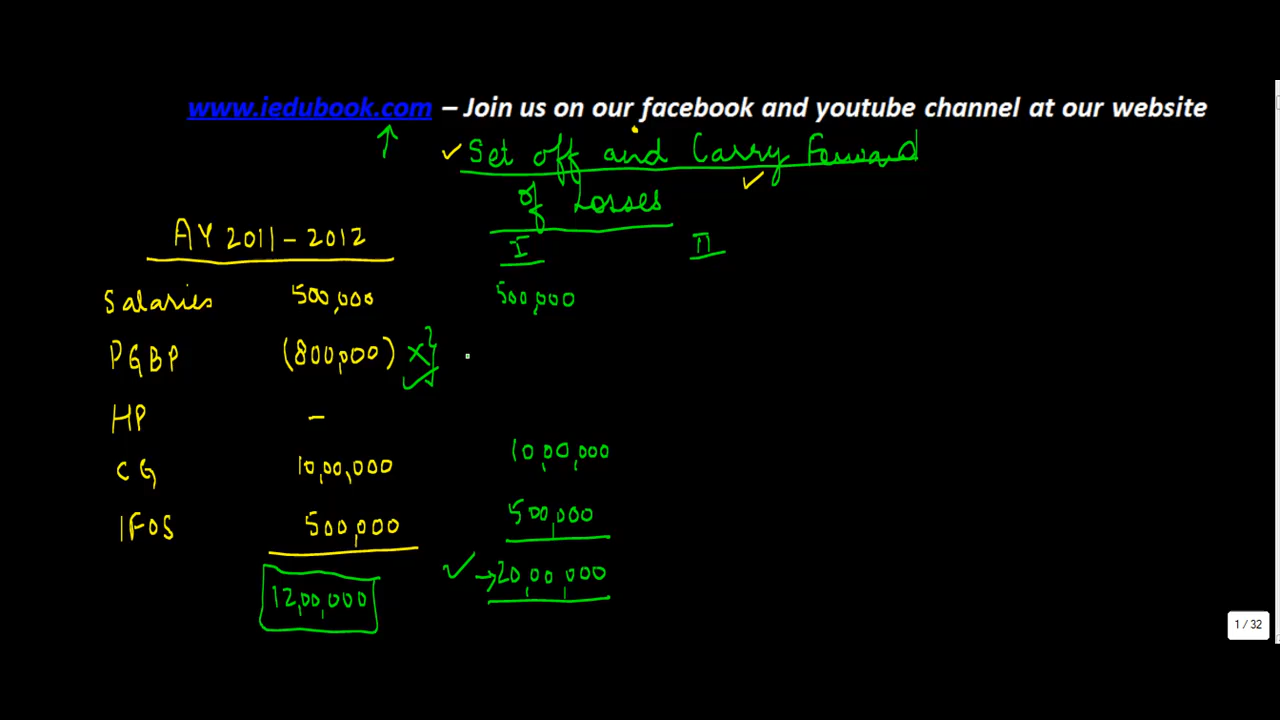 www.iedubook.com – Join us on our facebook and youtube channel at our website
Set off and Carry Forward
of Losses
AY 2011-2012 I II
Salaries 500,000 500,000
PGBP (800,000)
HP –
CG 10,00,000 10,00,000
IFOS 500,000 500,000
12,00,000 20,00,000
1 / 32